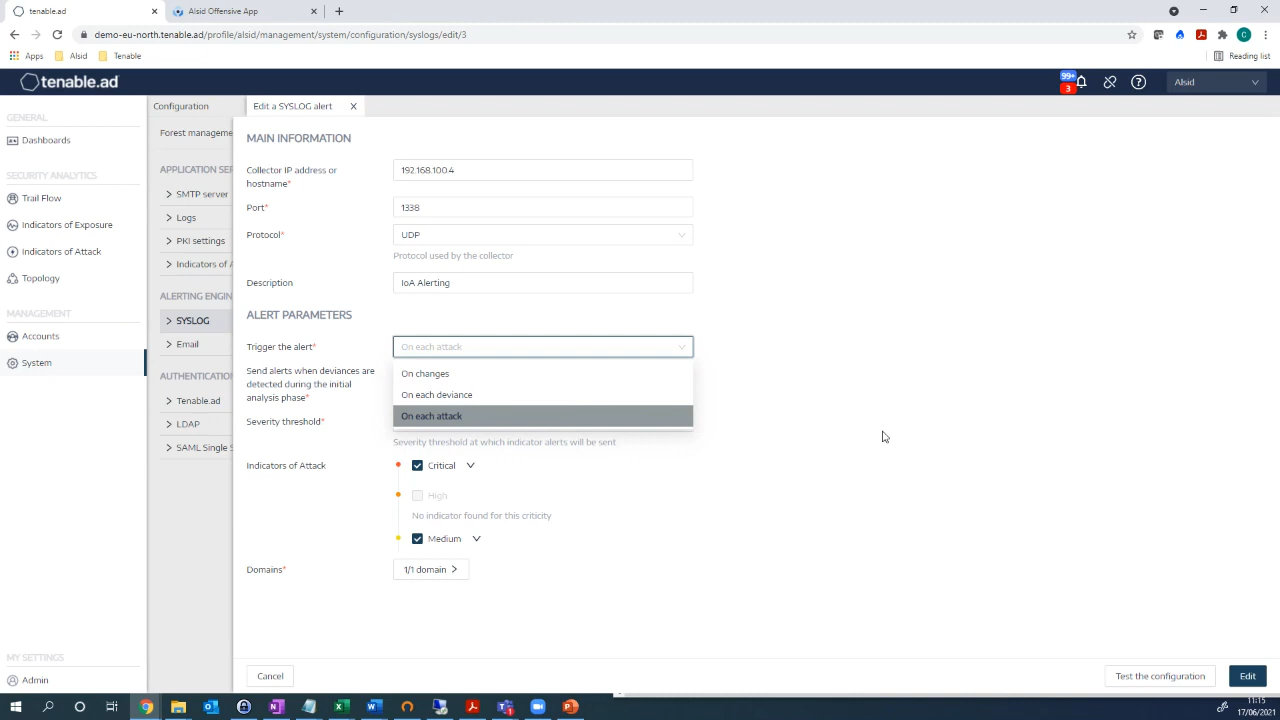 tenable.ad
Alsid Offensive App
demo-eu-north.tenable.ad/profile/alsid/management/system/configuration/syslogs/edit/3
Apps
Alsid
Tenable
Reading list
tenable.ad
99+
3
Alsid
GENERAL
Dashboards
SECURITY ANALYTICS
Trail Flow
Indicators of Exposure
Indicators of Attack
Topology
MANAGEMENT
Accounts
System
MY SETTINGS
Admin
Configuration
Forest manageme
APPLICATION SER
SMTP server
Logs
PKI settings
Indicators of A
ALERTING ENGIN
SYSLOG
Email
AUTHENTICATION
Tenable.ad
LDAP
SAML Single S
Edit a SYSLOG alert
MAIN INFORMATION
Collector IP address or
hostname*
192.168.100.4
Port*
1338
Protocol*
UDP
Protocol used by the collector
Description
IoA Alerting
ALERT PARAMETERS
Trigger the alert*
On each attack
On changes
On each deviance
On each attack
Send alerts when deviances are
detected during the initial
analysis phase*
Severity threshold*
Severity threshold at which indicator alerts will be sent
Indicators of Attack
Critical
High
No indicator found for this criticity
Medium
Domains*
1/1 domain
Cancel
Test the configuration
Edit
11:15
17/06/2021